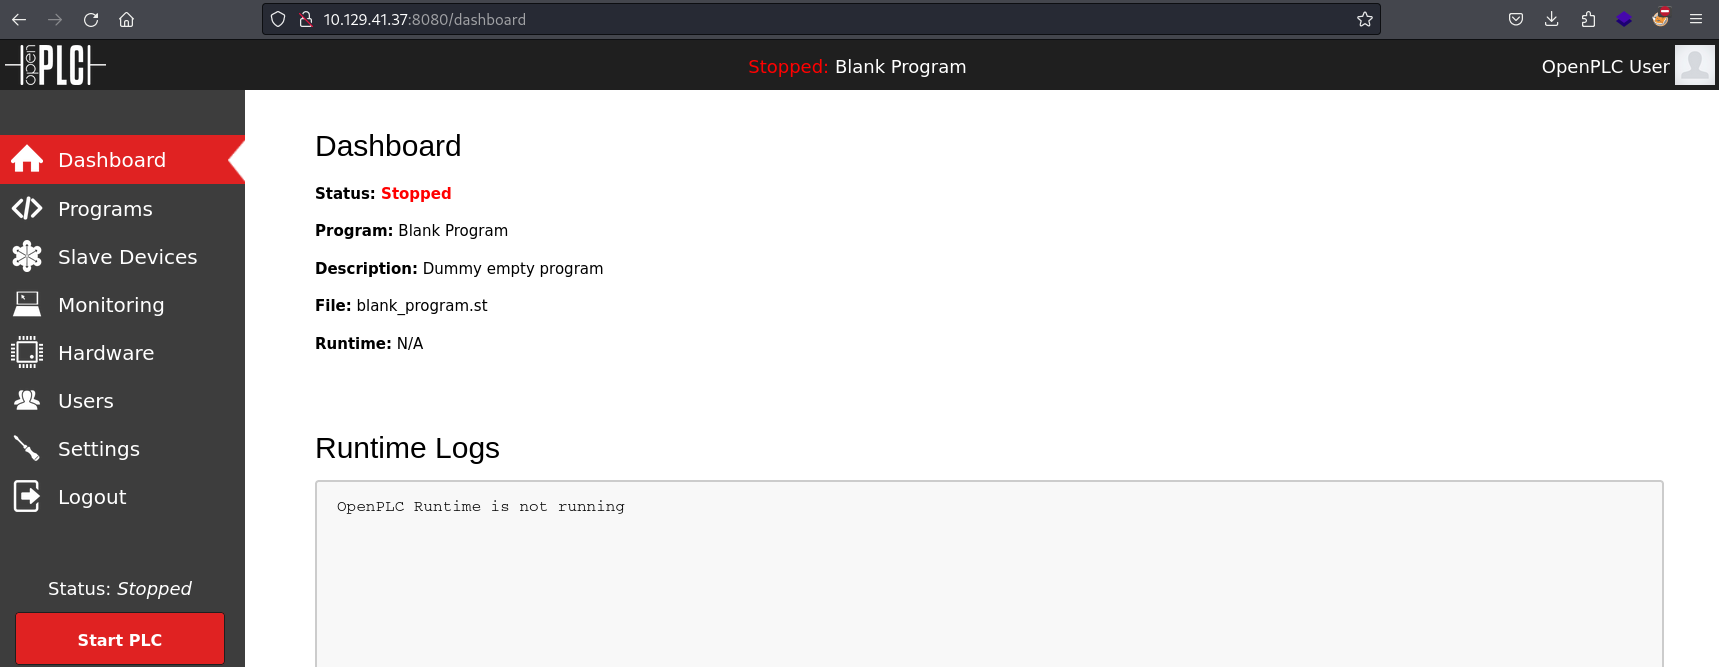 10.129.41.37:8080/dashboard
open PLC
Stopped: Blank Program
OpenPLC User
Dashboard
Programs
Slave Devices
Monitoring
Hardware
Users
Settings
Logout
Status: Stopped
Start PLC
Dashboard
Status: Stopped
Program: Blank Program
Description: Dummy empty program
File: blank_program.st
Runtime: N/A
Runtime Logs
OpenPLC Runtime is not running